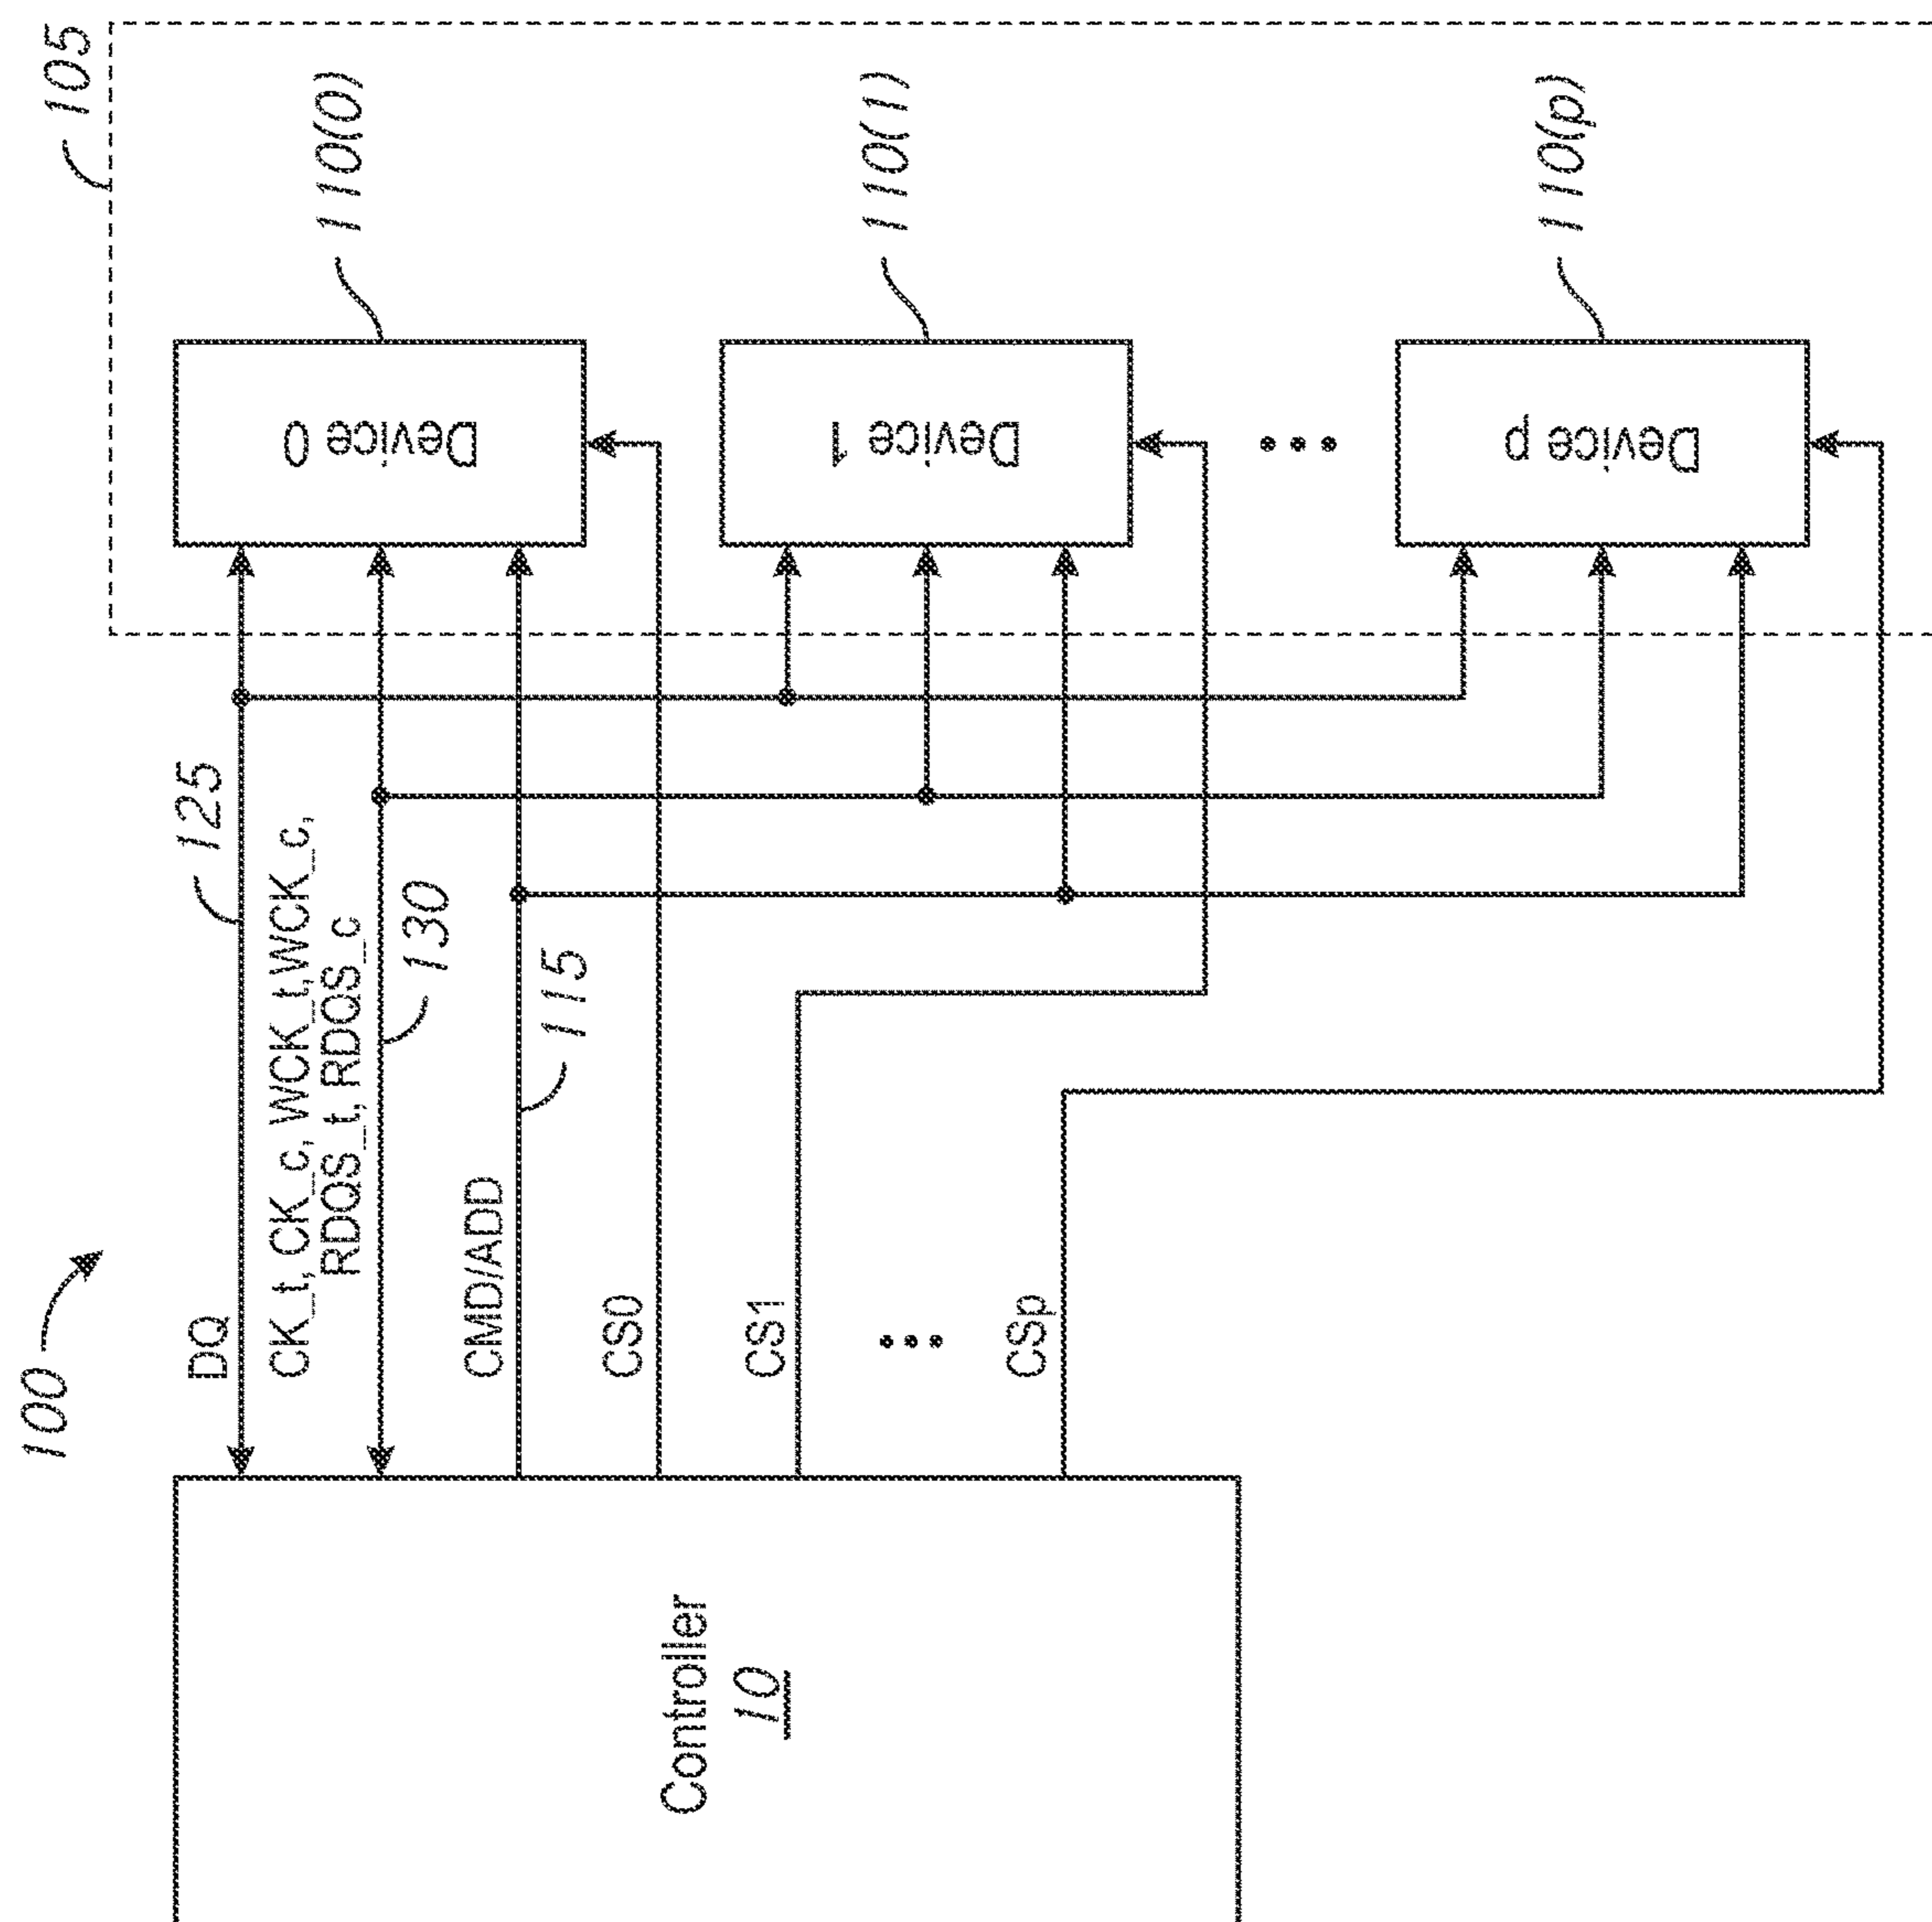 100
105
DQ
125
CK_t, CK_c, WCK_t,WCK_c,
RDQS_t, RDQS_c
130
CMD/ADD
115
CS0
CS1
CSp
Controller
10
Device 0
110(0)
Device 1
110(1)
Device p
110(p)